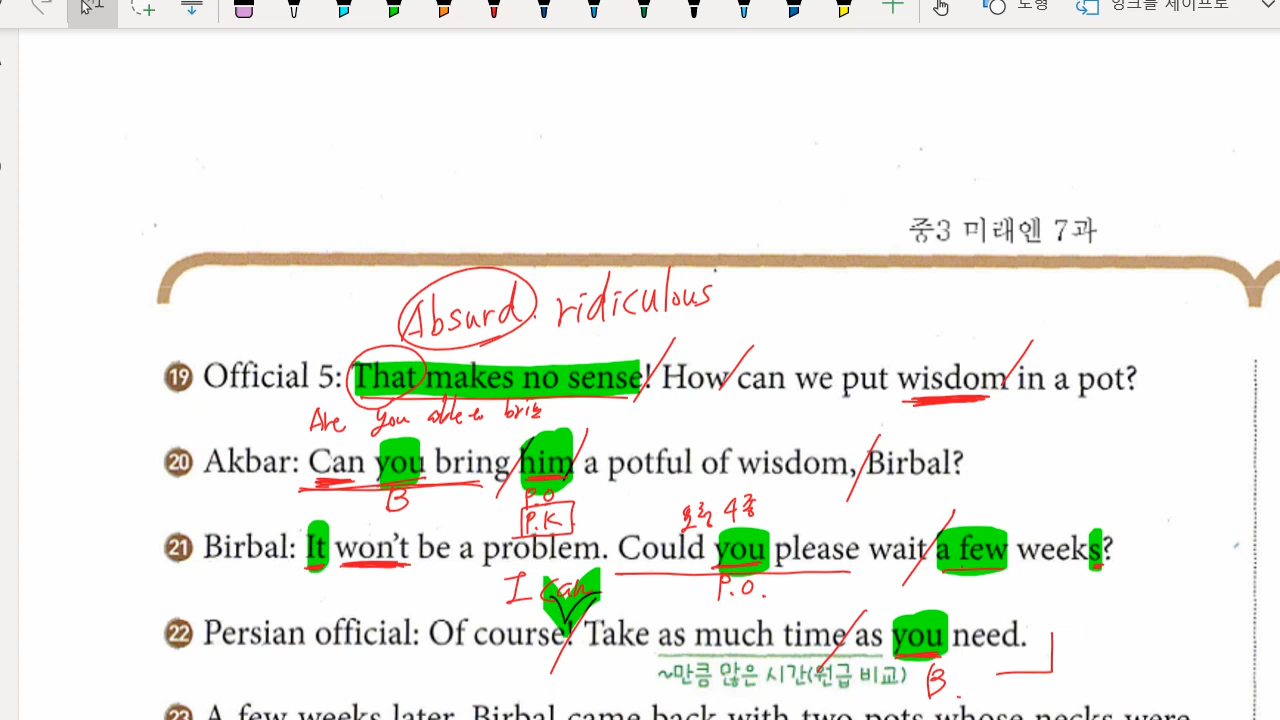 도형
잉크를 셰이프로
중3 미래엔 7과
Absurd. ridiculous
19 Official 5: That makes no sense! How can we put wisdom in a pot?
Are you able to bring
20 Akbar: Can you bring him a potful of wisdom, Birbal?
B P.O
P.K
21 Birbal: It won't be a problem. Could you please wait a few weeks?
I can P.O.
22 Persian official: Of course! Take as much time as you need.
~만큼 많은 시간(원급 비교) B.
23 A few weeks later, Birbal came back with two pots whose necks were